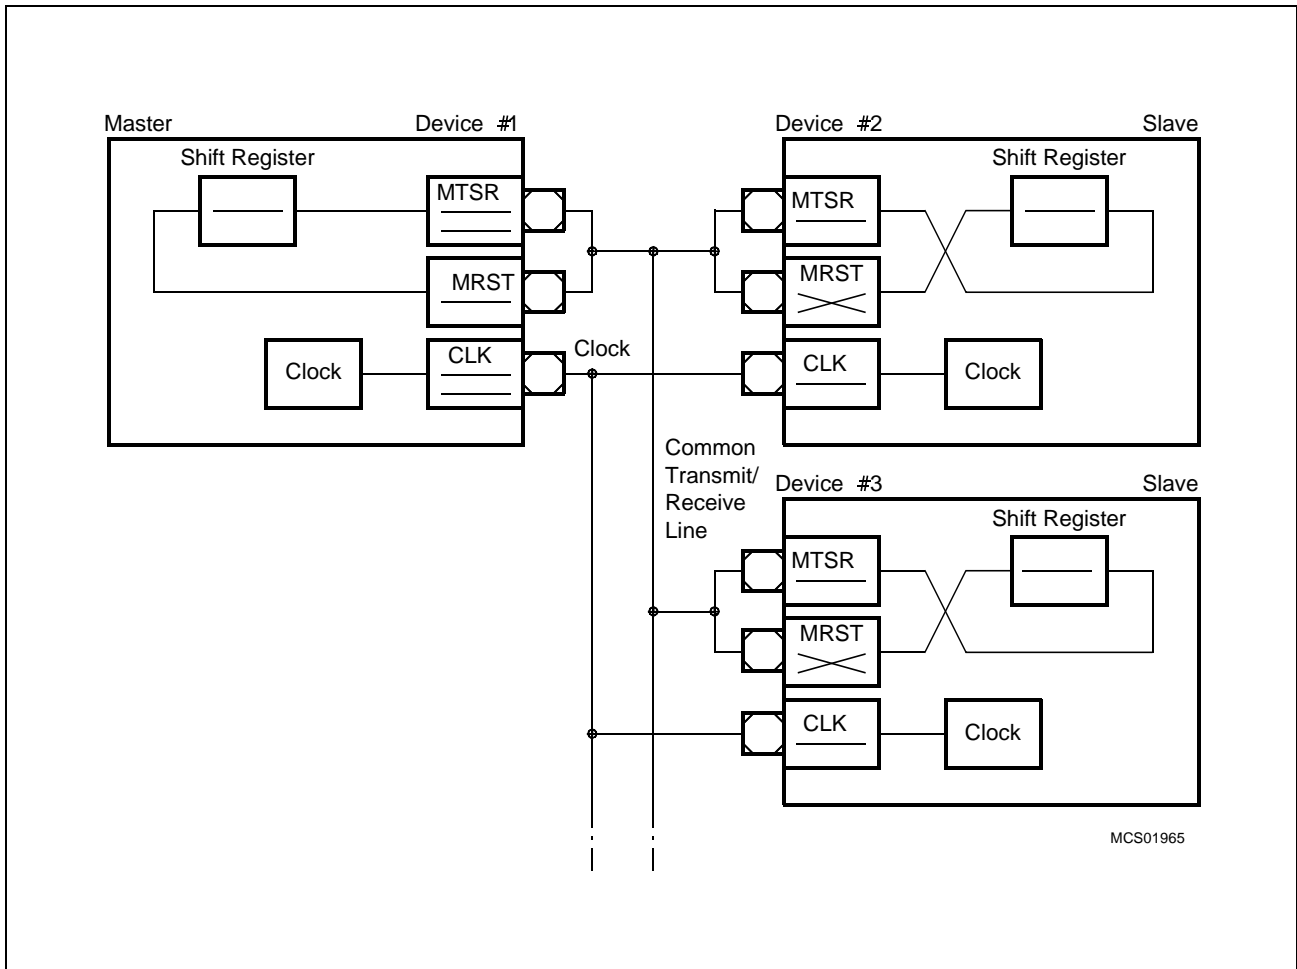 Master Device #1
Shift Register
MTSR
MRST
CLK
Clock
Clock
Common
Transmit/
Receive
Line
Device #2 Slave
Shift Register
MTSR
MRST
CLK
Clock
Device #3 Slave
Shift Register
MTSR
MRST
CLK
Clock
MCS01965